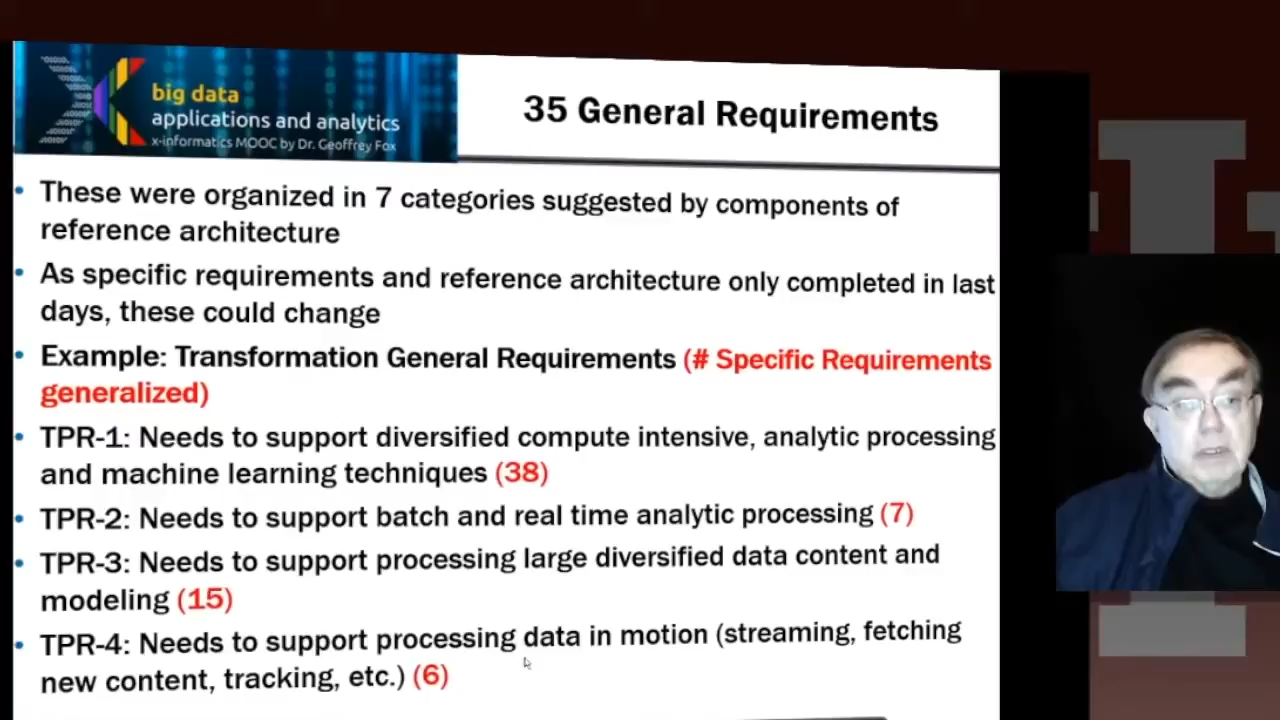 big data
applications and analytics
x-informatics MOOC by Dr. Geoffrey Fox
35 General Requirements
• These were organized in 7 categories suggested by components of
reference architecture
• As specific requirements and reference architecture only completed in last
days, these could change
• Example: Transformation General Requirements (# Specific Requirements
generalized)
• TPR-1: Needs to support diversified compute intensive, analytic processing
and machine learning techniques (38)
• TPR-2: Needs to support batch and real time analytic processing (7)
• TPR-3: Needs to support processing large diversified data content and
modeling (15)
• TPR-4: Needs to support processing data in motion (streaming, fetching
new content, tracking, etc.) (6)